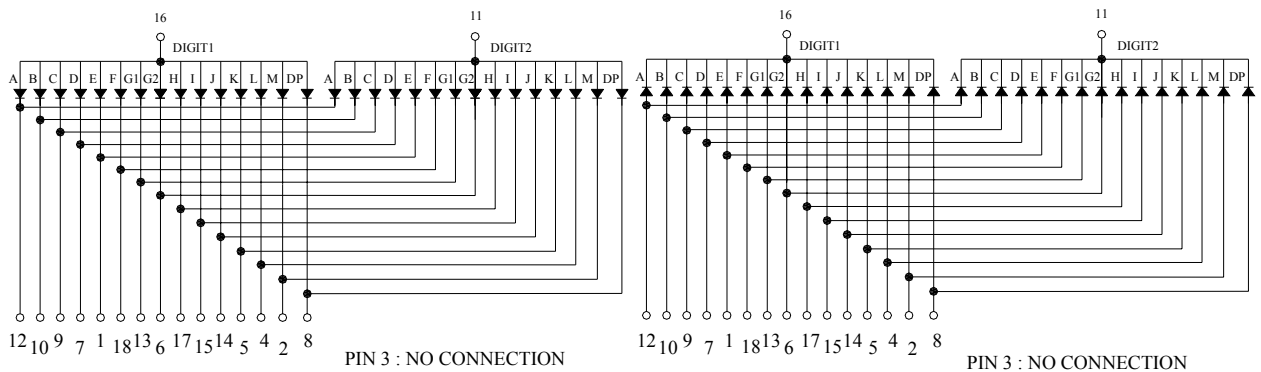 16 11
DIGIT1 DIGIT2
A B C D E F G1 G2 H I J K L M DP A B C D E F G1 G2 H I J K L M DP
12 10 9 7 1 18 13 6 17 15 14 5 4 2 8
PIN 3 : NO CONNECTION
16 11
DIGIT1 DIGIT2
A B C D E F G1 G2 H I J K L M DP A B C D E F G1 G2 H I J K L M DP
12 10 9 7 1 18 13 6 17 15 14 5 4 2 8
PIN 3 : NO CONNECTION